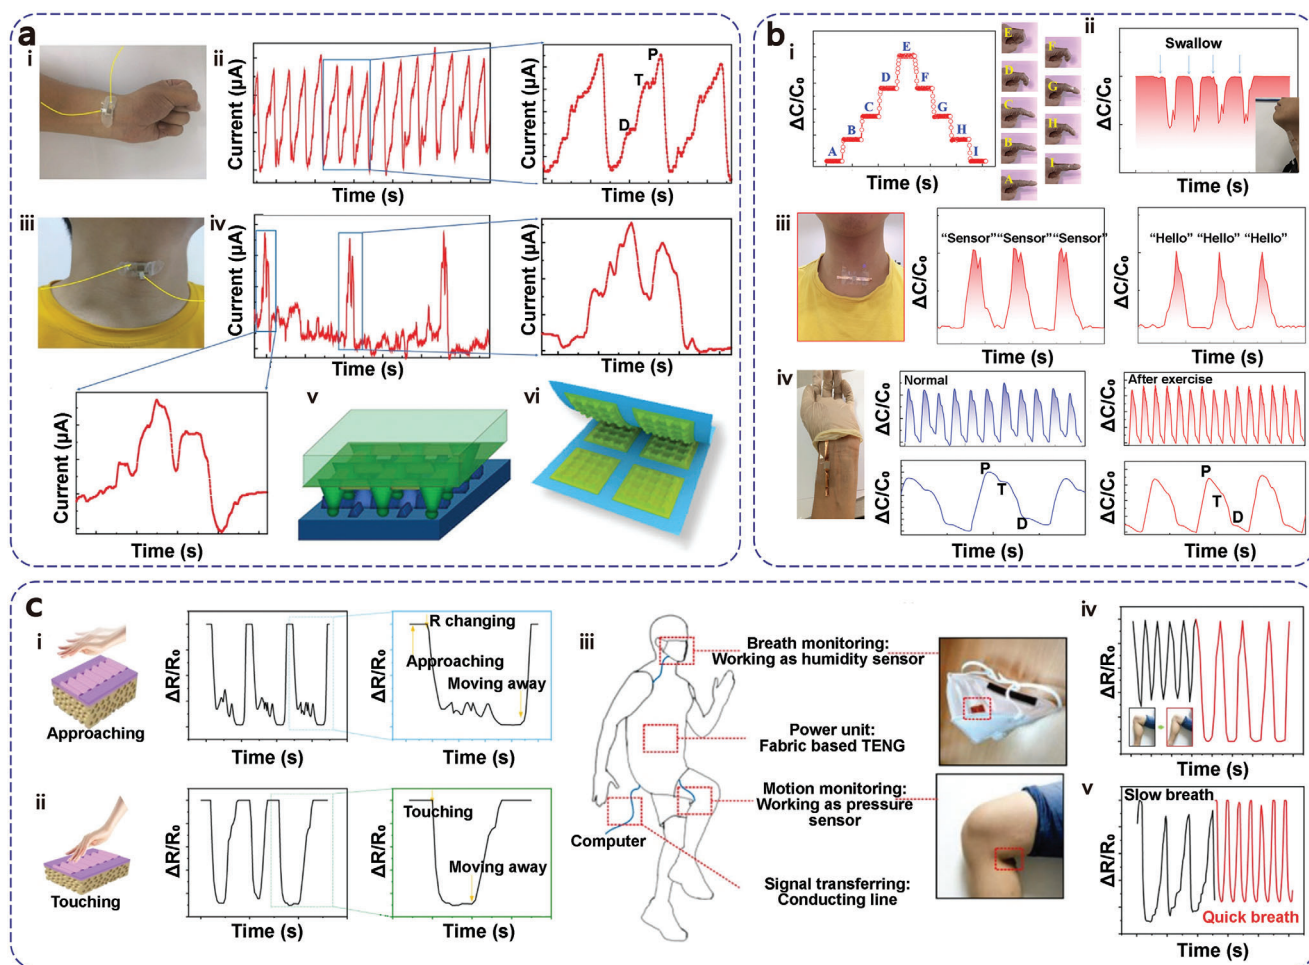 a
i
ii
Current (µA)
Time (s)
Current (µA)
P
T
D
Time (s)
iii
iv
Current (µA)
Time (s)
Current (µA)
Time (s)
Current (µA)
Time (s)
v
vi
b
i
ΔC/C₀
A
B
C
D
E
F
G
H
I
Time (s)
E
D
C
B
A
F
G
H
I
ii
ΔC/C₀
Swallow
Time (s)
iii
ΔC/C₀
“Sensor” “Sensor” “Sensor”
Time (s)
ΔC/C₀
“Hello” “Hello” “Hello”
Time (s)
iv
ΔC/C₀
Normal
ΔC/C₀
After exercise
ΔC/C₀
P
T
D
Time (s)
ΔC/C₀
P
T
D
Time (s)
c
i
Approaching
ΔR/R₀
Time (s)
ΔR/R₀
R changing
Approaching
Moving away
Time (s)
ii
Touching
ΔR/R₀
Time (s)
ΔR/R₀
Touching
Moving away
Time (s)
iii
Breath monitoring:
Working as humidity sensor
Power unit:
Fabric based TENG
Motion monitoring:
Working as pressure
sensor
Computer
Signal transferring:
Conducting line
iv
ΔR/R₀
Time (s)
v
ΔR/R₀
Slow breath
Quick breath
Time (s)